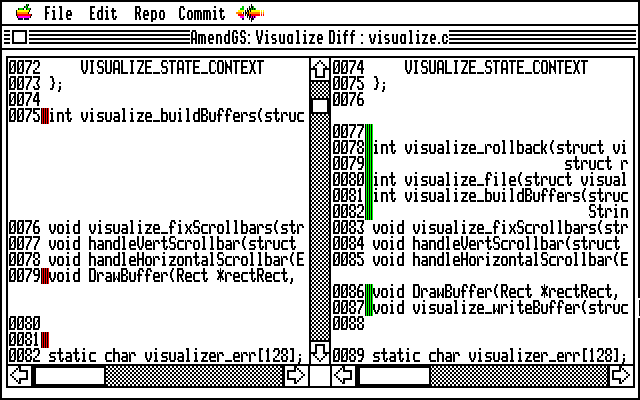 File Edit Repo Commit
AmendGS: Visualize Diff : visualize.c
0072 VISUALIZE_STATE_CONTEXT
0073 };
0074
0075 int visualize_buildBuffers(struc
0076 void visualize_fixScrollbars(str
0077 void handleVertScrollbar(struct
0078 void handleHorizontalScrollbar(E
0079 void DrawBuffer(Rect *rectRect,
0080
0081
0082 static char visualizer_err[128];
0074 VISUALIZE_STATE_CONTEXT
0075 };
0076
0077
0078 int visualize_rollback(struct vi
0079 struct r
0080 int visualize_file(struct visual
0081 int visualize_buildBuffers(struc
0082 Strin
0083 void visualize_fixScrollbars(str
0084 void handleVertScrollbar(struct
0085 void handleHorizontalScrollbar(E
0086 void DrawBuffer(Rect *rectRect,
0087 void visualize_writeBuffer(struc
0088
0089 static char visualizer_err[128];